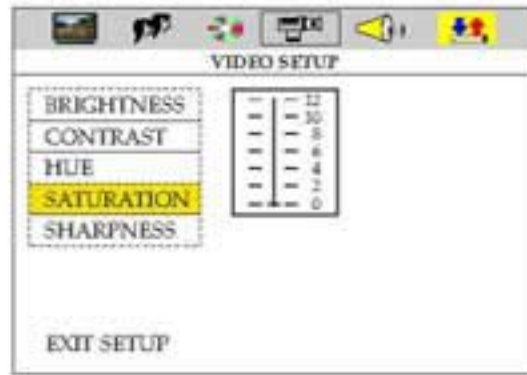 VIDEO SETUP
BRIGHTNESS
CONTRAST
HUE
SATURATION
SHARPNESS
12
10
8
6
4
2
0
EXIT SETUP